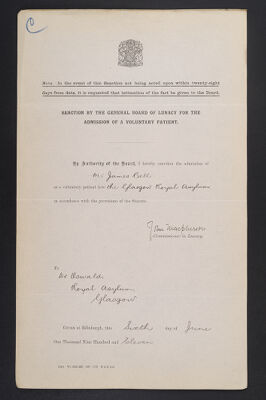 C
Note: In the event of this Sanction not being acted upon within twenty-eight
days from date, it is requested that intimation of the fact be given to the Board.
SANCTION BY THE GENERAL BOARD OF LUNACY FOR THE
ADMISSION OF A VOLUNTARY PATIENT.
By Authority of the Board, I hereby sanction the admission of
Mr James Bell
as a voluntary patient into the Glasgow Royal Asylum
in accordance with the provisions of the Statute.
Macpherson
Commissioner in Lunacy.
To
Dr Oswald
Royal Asylum
Glasgow
Given at Edinburgh, this Sixth day of June
One Thousand Nine Hundred and Eleven